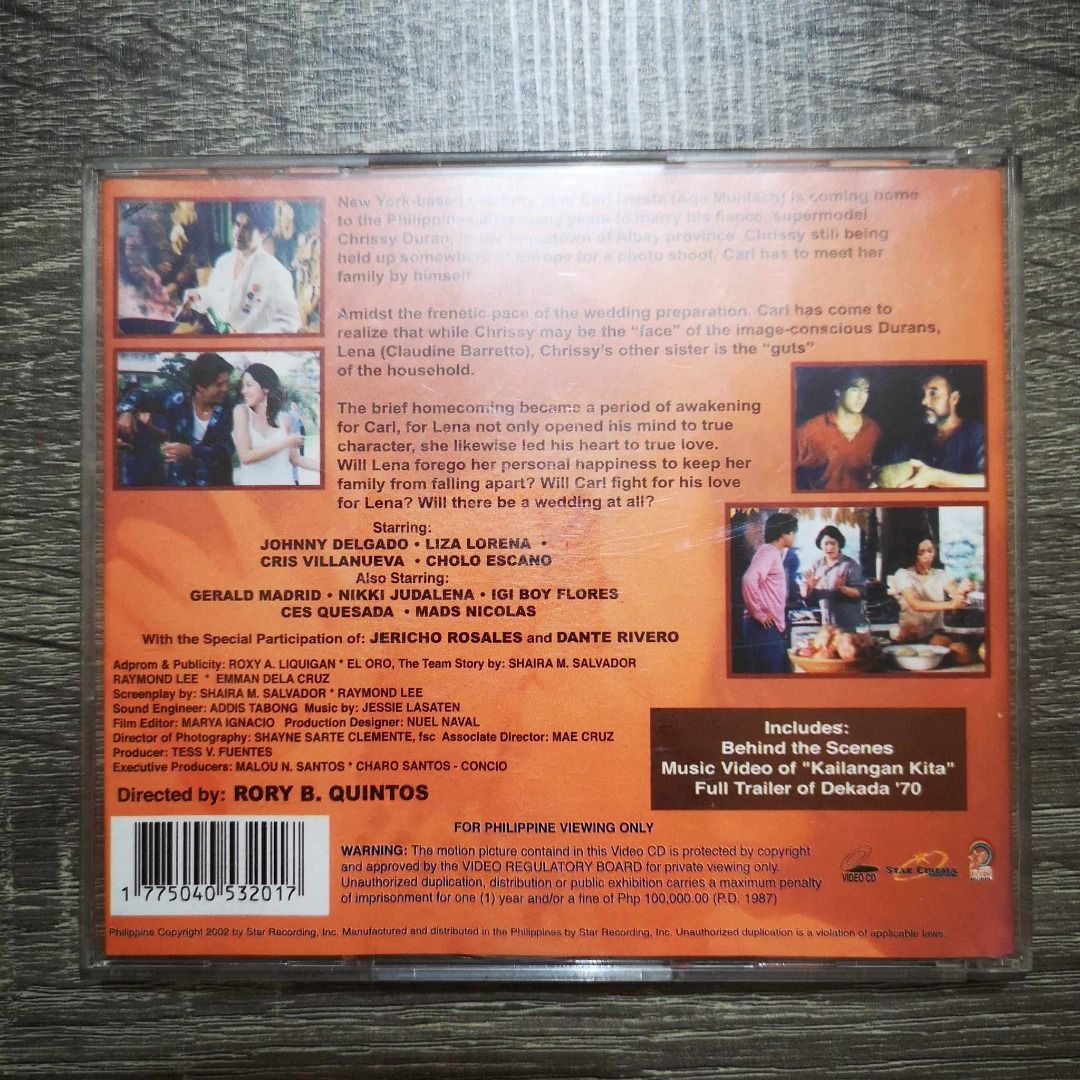 New York-based celebrity chef Carl Diesta (Aga Muhlach) is coming home
to the Philippines after many years to marry his fiance, supermodel
Chrissy Duran, in her hometown of Albay province. Chrissy still being
held up somewhere in Europe for a photo shoot, Carl has to meet her
family by himself.
Amidst the frenetic pace of the wedding preparation. Carl has come to
realize that while Chrissy may be the “face” of the image-conscious Durans,
Lena (Claudine Barretto), Chrissy's other sister is the “guts”
of the household.
The brief homecoming became a period of awakening
for Carl, for Lena not only opened his mind to true
character, she likewise led his heart to true love.
Will Lena forego her personal happiness to keep her
family from falling apart? Will Carl fight for his love
for Lena? Will there be a wedding at all?
Starring:
JOHNNY DELGADO • LIZA LORENA •
CRIS VILLANUEVA • CHOLO ESCANO
Also Starring:
GERALD MADRID • NIKKI JUDALENA • IGI BOY FLORES
CES QUESADA • MADS NICOLAS
With the Special Participation of: JERICHO ROSALES and DANTE RIVERO
Adprom & Publicity: ROXY A. LIQUIGAN * EL ORO, The Team Story by: SHAIRA M. SALVADOR
RAYMOND LEE * EMMAN DELA CRUZ
Screenplay by: SHAIRA M. SALVADOR * RAYMOND LEE
Sound Engineer: ADDIS TABONG Music by: JESSIE LASATEN
Film Editor: MARYA IGNACIO Production Designer: NUEL NAVAL
Director of Photography: SHAYNE SARTE CLEMENTE, fsc Associate Director: MAE CRUZ
Producer: TESS V. FUENTES
Executive Producers: MALOU N. SANTOS * CHARO SANTOS - CONCIO
Directed by: RORY B. QUINTOS
Includes:
Behind the Scenes
Music Video of "Kailangan Kita"
Full Trailer of Dekada '70
FOR PHILIPPINE VIEWING ONLY
WARNING: The motion picture containd in this Video CD is protected by copyright
and approved by the VIDEO REGULATORY BOARD for private viewing only.
Unauthorized duplication, distribution or public exhibition carries a maximum penalty
of imprisonment for one (1) year and/or a fine of Php 100,000.00 (P.D. 1987)
VIDEO CD
STAR CINEMA
1 775040 532017
Philippine Copyright 2002 by Star Recording, Inc. Manufactured and distributed in the Philippines by Star Recording, Inc. Unauthorized duplication is a violation of applicable laws.